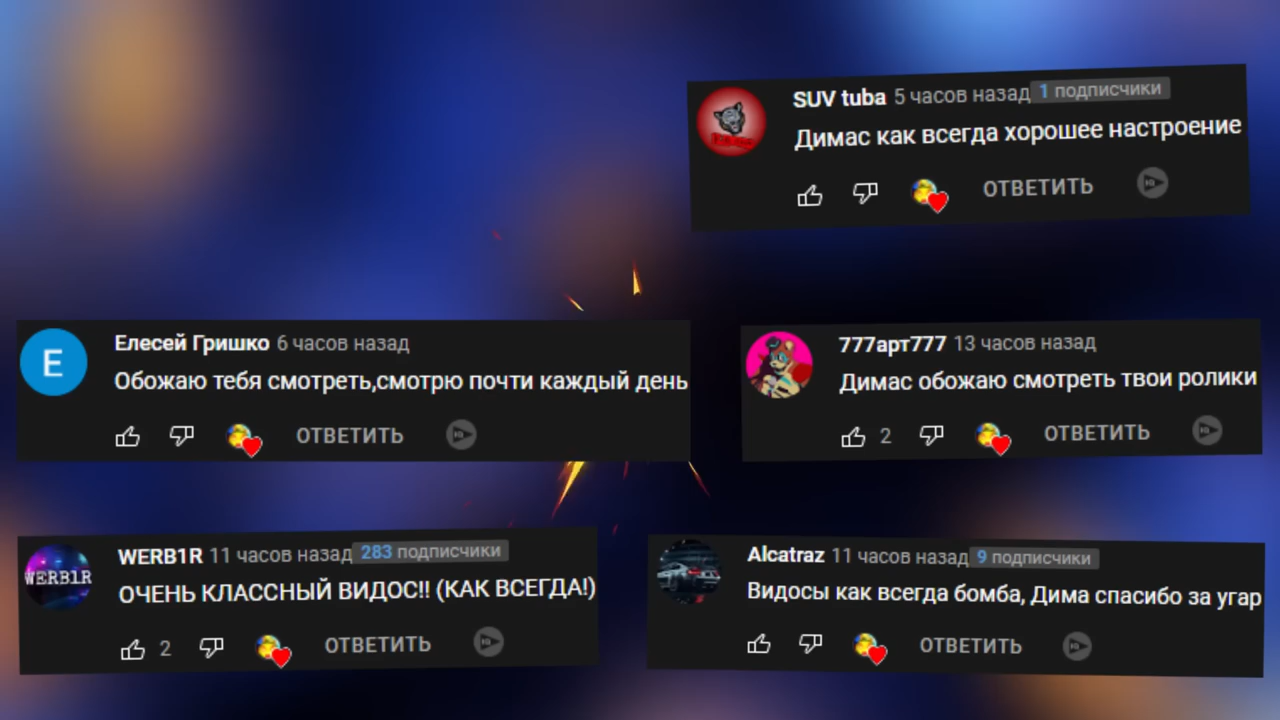 SUV tuba 5 часов назад 1 подписчики
Димас как всегда хорошее настроение
ОТВЕТИТЬ
Е
Елесей Гришко 6 часов назад
Обожаю тебя смотреть,смотрю почти каждый день
ОТВЕТИТЬ
777арт777 13 часов назад
Димас обожаю смотреть твои ролики
2 ОТВЕТИТЬ
WERB1R
WERB1R 11 часов назад 283 подписчики
ОЧЕНЬ КЛАССНЫЙ ВИДОС!! (КАК ВСЕГДА!)
2 ОТВЕТИТЬ
Alcatraz 11 часов назад 9 подписчики
Видосы как всегда бомба, Дима спасибо за угар
ОТВЕТИТЬ